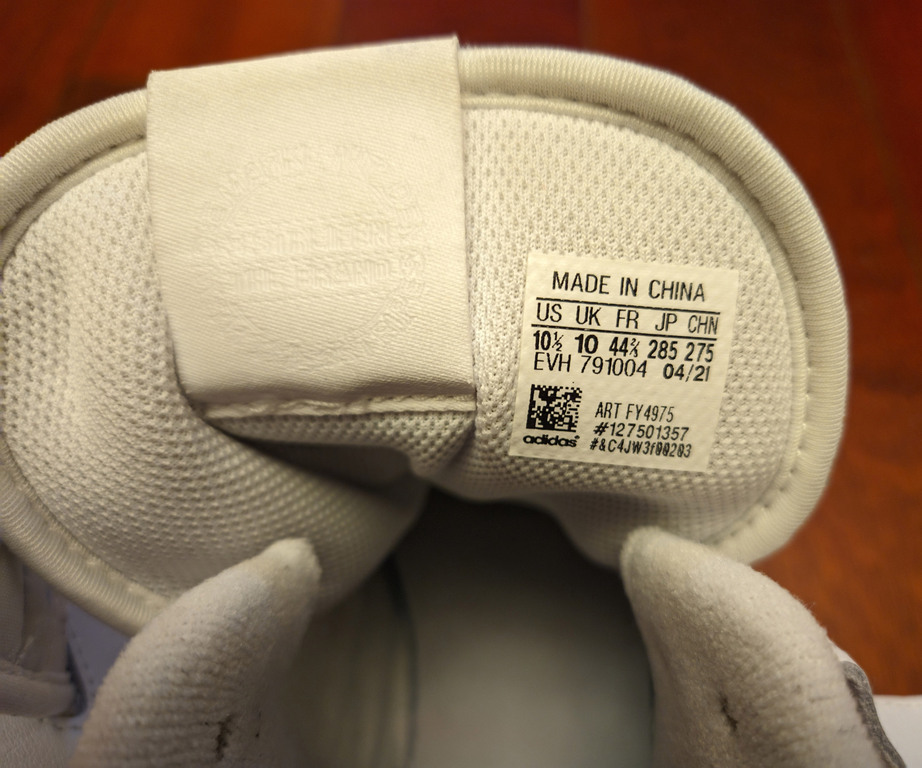 MADE IN CHINA
US UK FR JP CHN
10½ 10 44⅔ 285 275
EVH 791004 04/21
ART FY4975
#127501357
adidas®